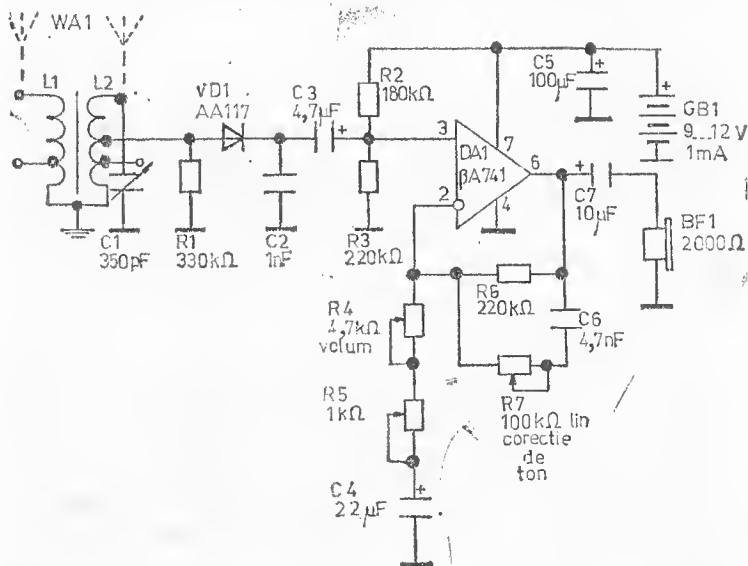 WA1
L1
L2
VD1
AA117
C3
4,7µF
+
R2
180kΩ
C5
100µF
+
+
GB1
9...12 V
1mA
3
7
DA1
βA741
6
2
4
+
C7
10µF
BF1
2000Ω
C1
350pF
R1
330kΩ
C2
1nF
R3
220kΩ
R4
4,7kΩ
volum
R6
220kΩ
C6
4,7nF
R5
1kΩ
R7
100kΩ lin
corectie
de
ton
C4
22µF
+